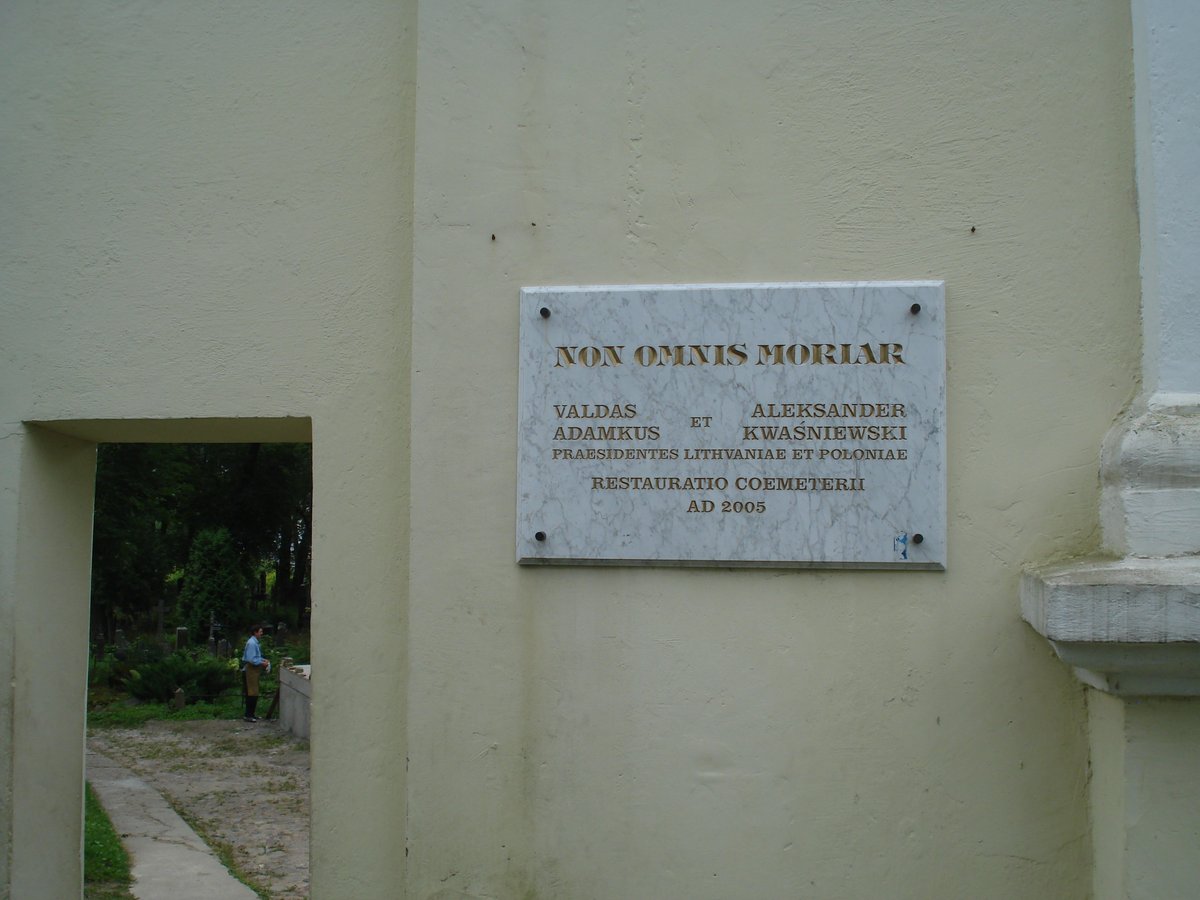 NON OMNIS MORIAR
VALDAS ET ALEKSANDER
ADAMKUS KWAŚNIEWSKI
PRAESIDENTES LITHVANIAE ET POLONIAE
RESTAURATIO COEMETERII
AD 2005